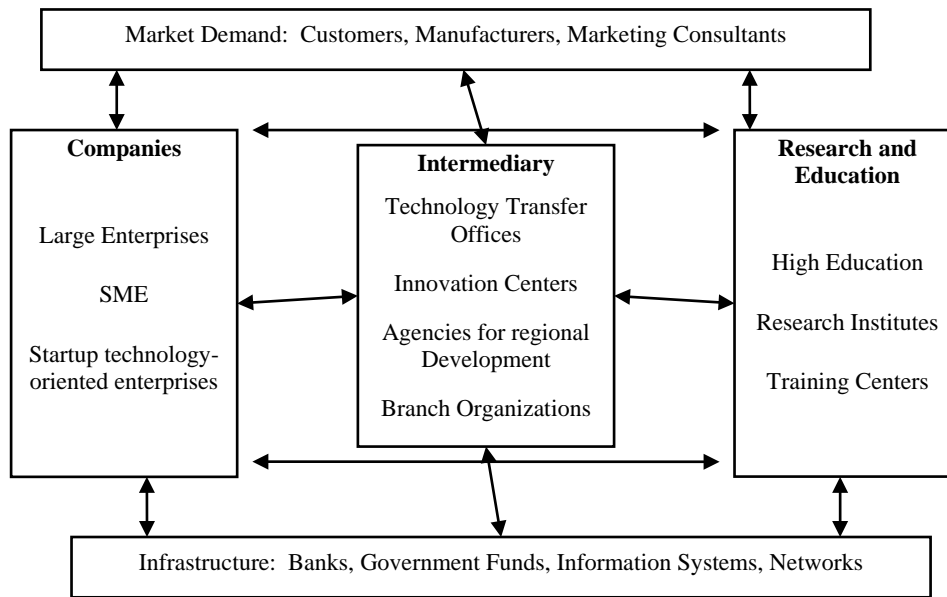 Market Demand: Customers, Manufacturers, Marketing Consultants
Companies
Large Enterprises
SME
Startup technology-
oriented enterprises
Intermediary
Technology Transfer
Offices
Innovation Centers
Agencies for regional
Development
Branch Organizations
Research and
Education
High Education
Research Institutes
Training Centers
Infrastructure: Banks, Government Funds, Information Systems, Networks